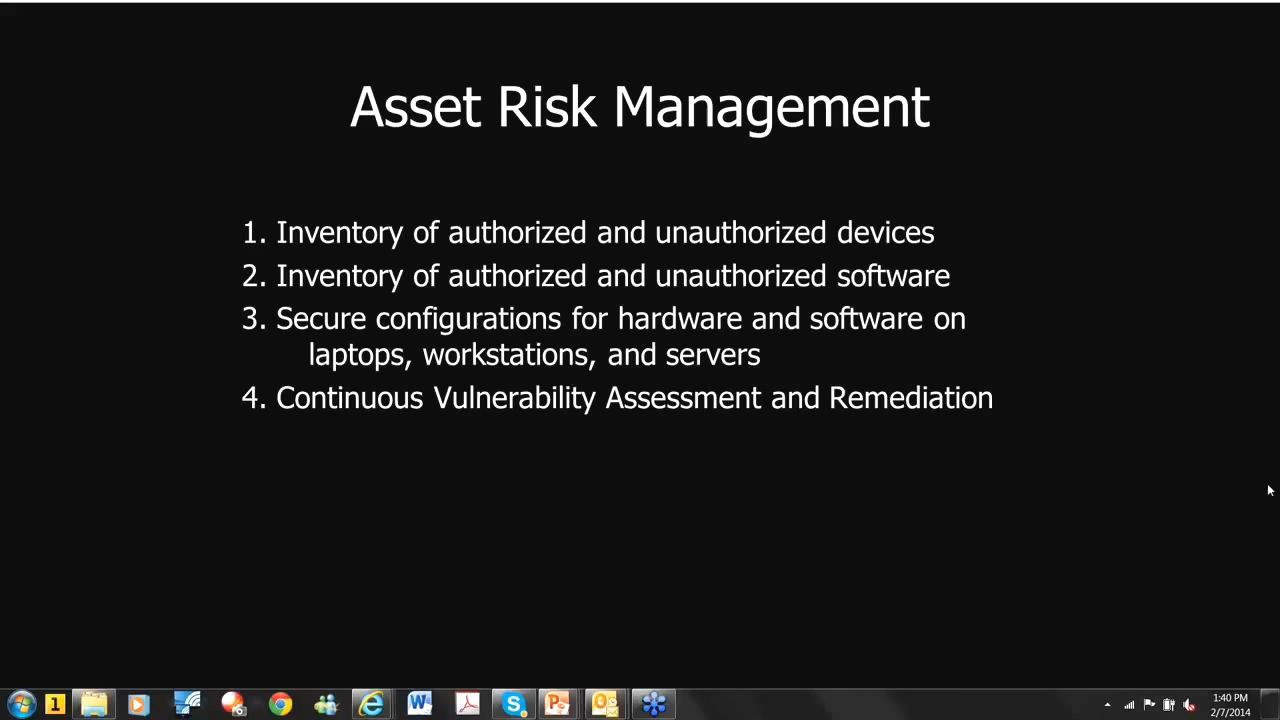 Asset Risk Management
1. Inventory of authorized and unauthorized devices
2. Inventory of authorized and unauthorized software
3. Secure configurations for hardware and software on
laptops, workstations, and servers
4. Continuous Vulnerability Assessment and Remediation
1
1:40 PM
2/7/2014